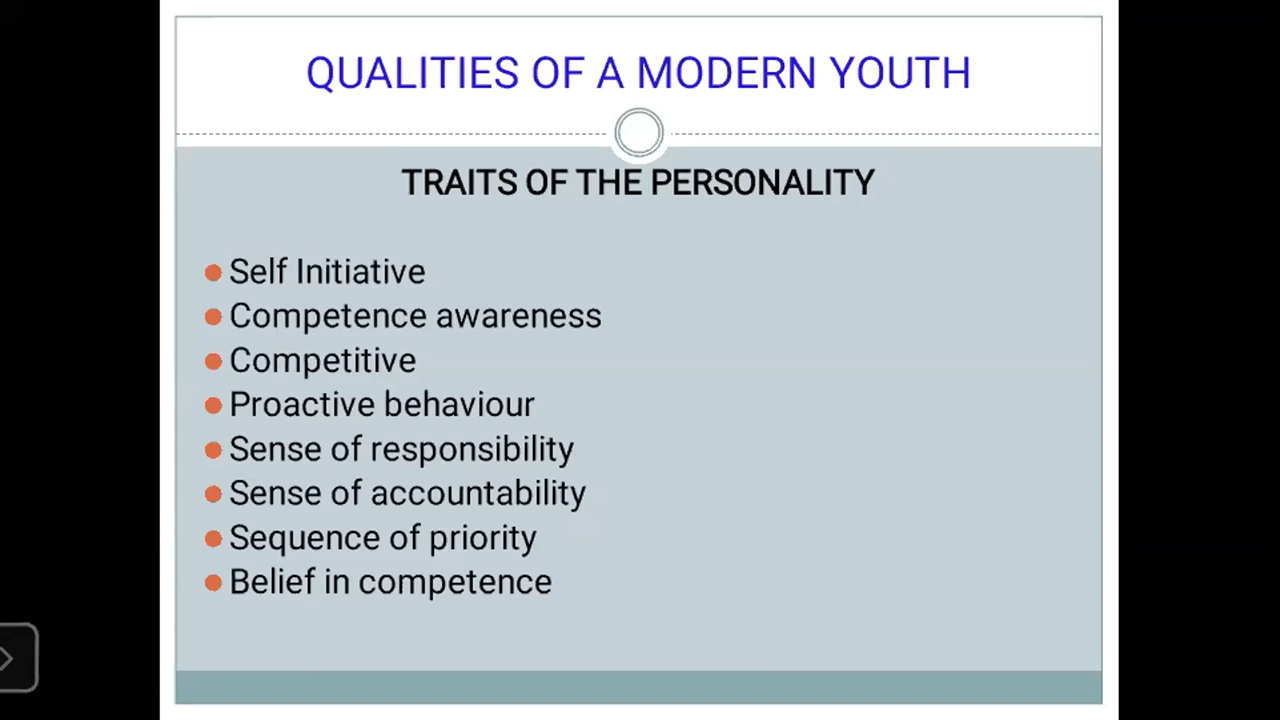 QUALITIES OF A MODERN YOUTH
TRAITS OF THE PERSONALITY
Self Initiative
Competence awareness
Competitive
Proactive behaviour
Sense of responsibility
Sense of accountability
Sequence of priority
Belief in competence